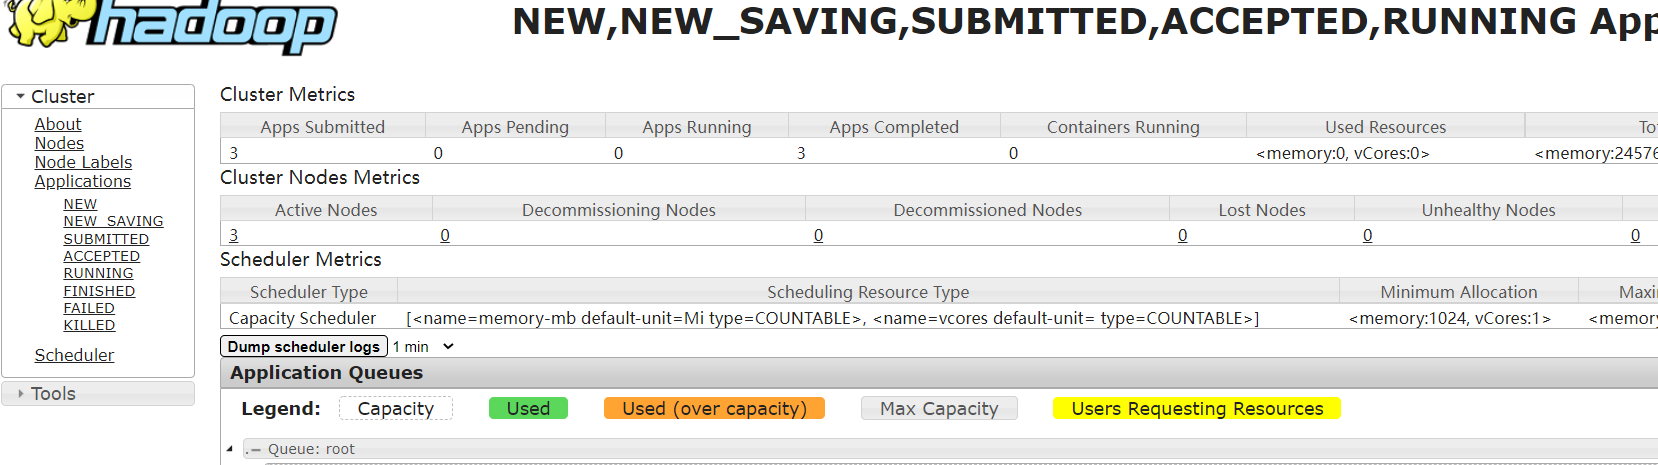 hadoop
NEW,NEW_SAVING,SUBMITTED,ACCEPTED,RUNNING App
Cluster
About
Nodes
Node Labels
Applications
NEW
NEW_SAVING
SUBMITTED
ACCEPTED
RUNNING
FINISHED
FAILED
KILLED
Scheduler
Tools
Cluster Metrics
Apps Submitted Apps Pending Apps Running Apps Completed Containers Running Used Resources To
3 0 0 3 0 <memory:0, vCores:0> <memory:24576
Cluster Nodes Metrics
Active Nodes Decommissioning Nodes Decommissioned Nodes Lost Nodes Unhealthy Nodes
3 0 0 0 0 0
Scheduler Metrics
Scheduler Type Scheduling Resource Type Minimum Allocation Maxi
Capacity Scheduler [<name=memory-mb default-unit=Mi type=COUNTABLE>, <name=vcores default-unit= type=COUNTABLE>] <memory:1024, vCores:1> <memory
Dump scheduler logs 1 min
Application Queues
Legend: Capacity Used Used (over capacity) Max Capacity Users Requesting Resources
Queue: root